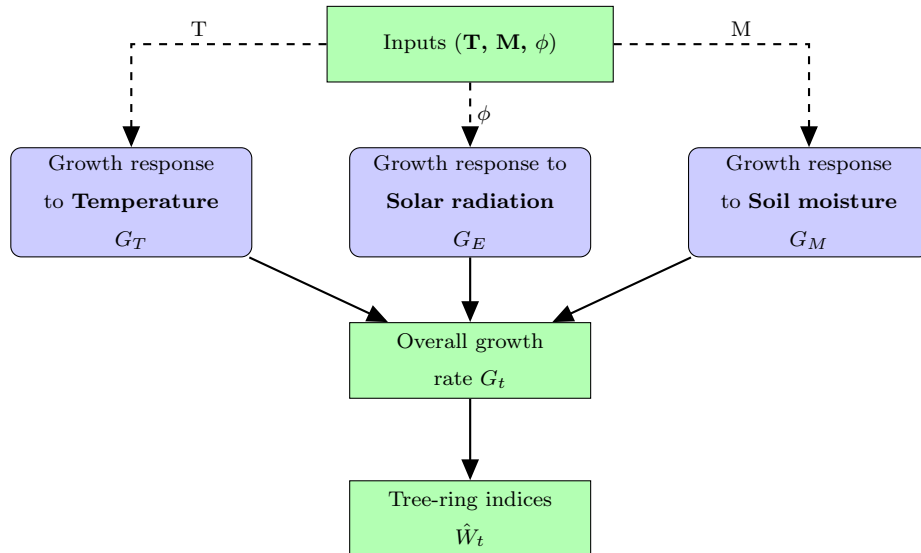 T
Inputs (T, M, ϕ)
M
ϕ
Growth response
to Temperature
G_T
Growth response to
Solar radiation
G_E
Growth response
to Soil moisture
G_M
Overall growth
rate G_t
Tree-ring indices
Ŵ_t